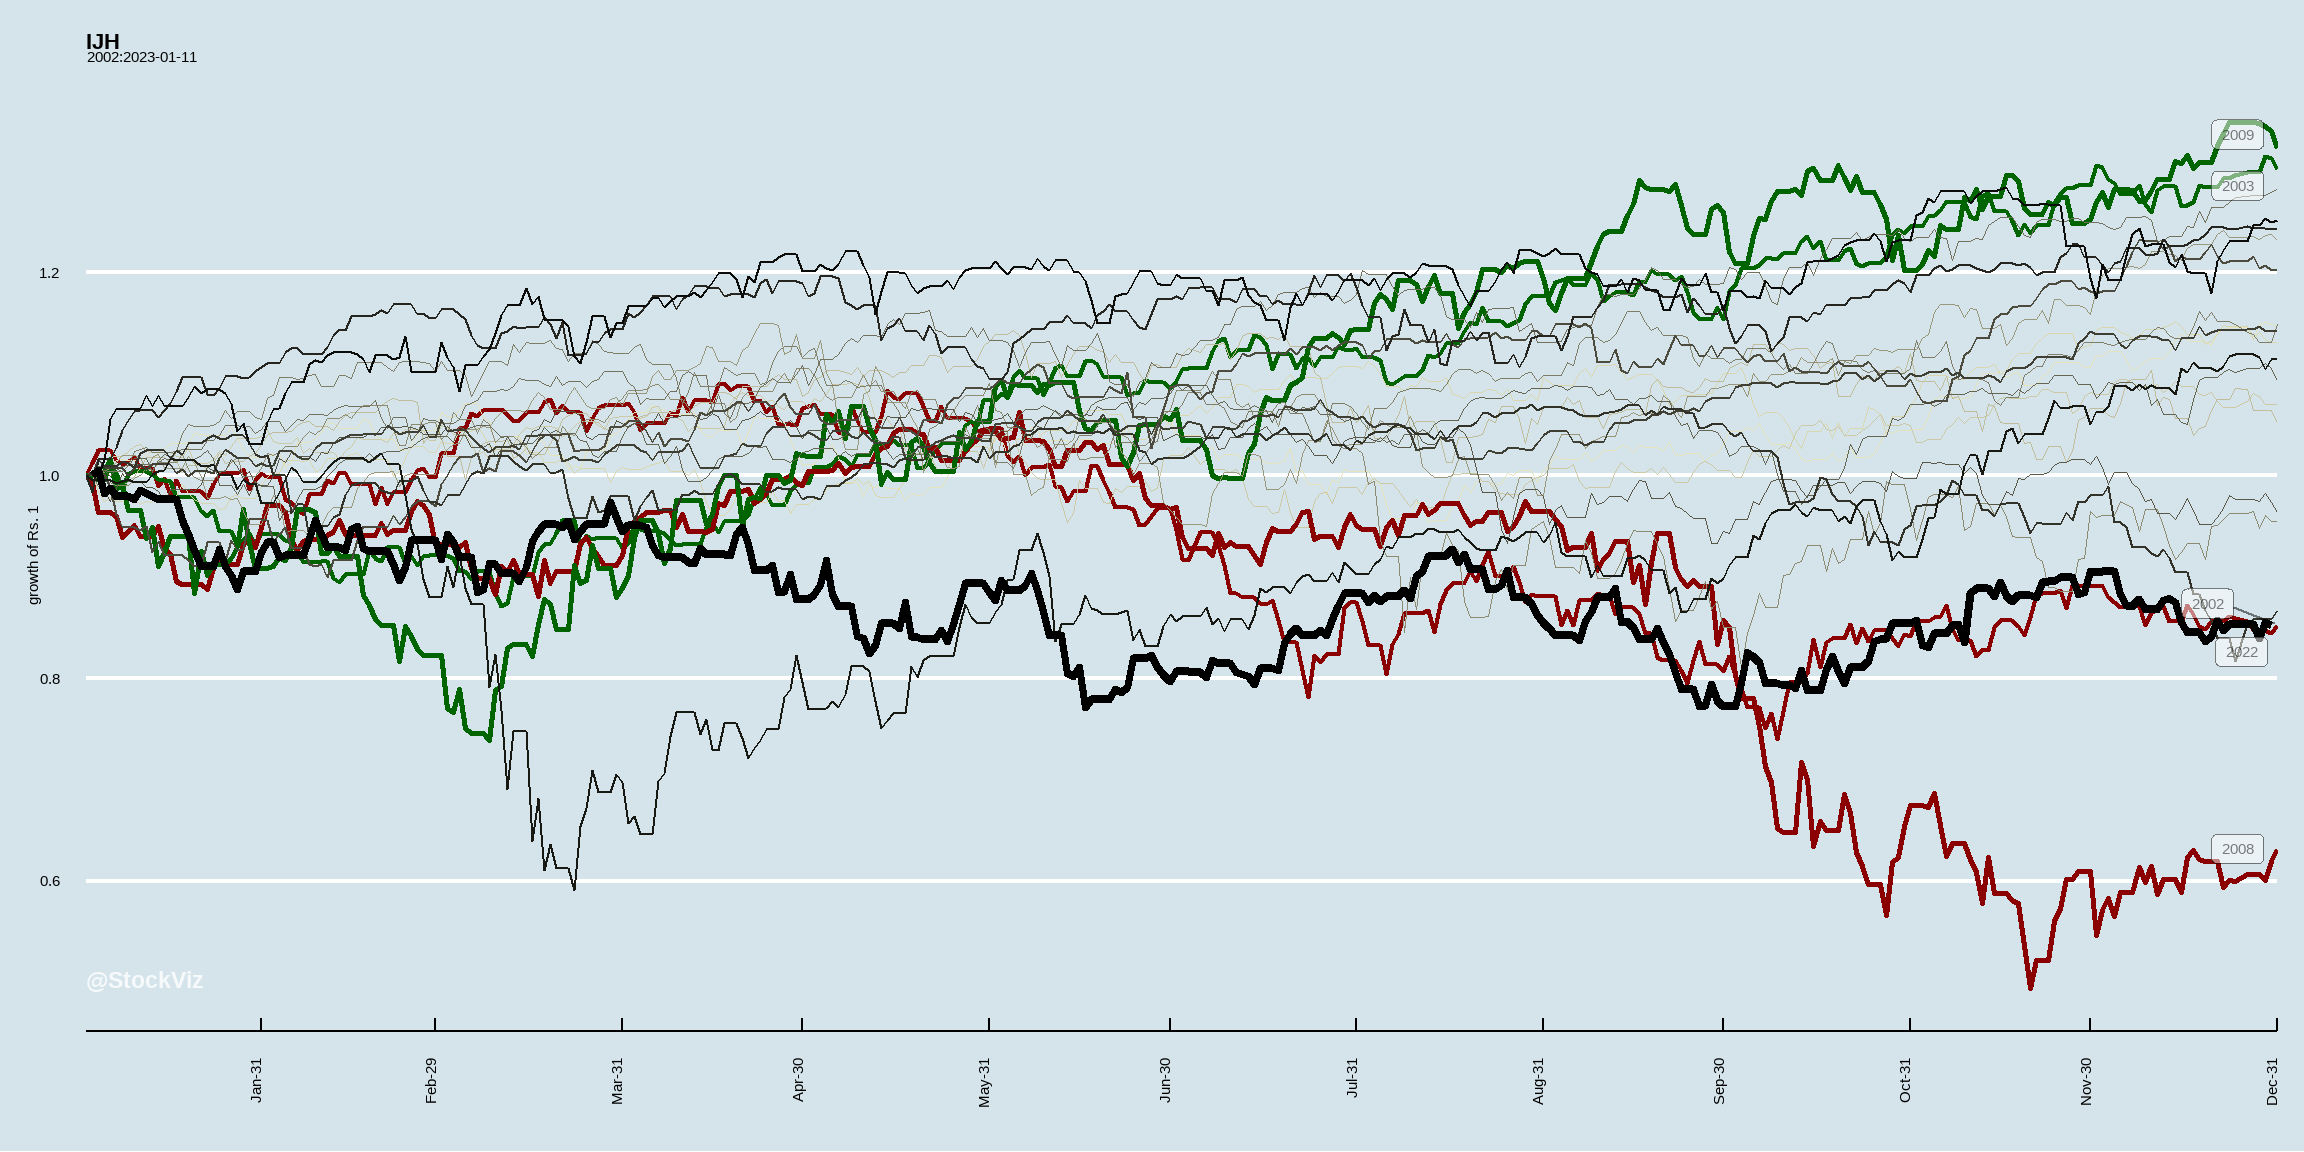 IJH
2002:2023-01-11
growth of Rs. 1
1.2
1.0
0.8
0.6
2009
2003
2002
2022
2008
@StockViz
Jan-31
Feb-29
Mar-31
Apr-30
May-31
Jun-30
Jul-31
Aug-31
Sep-30
Oct-31
Nov-30
Dec-31